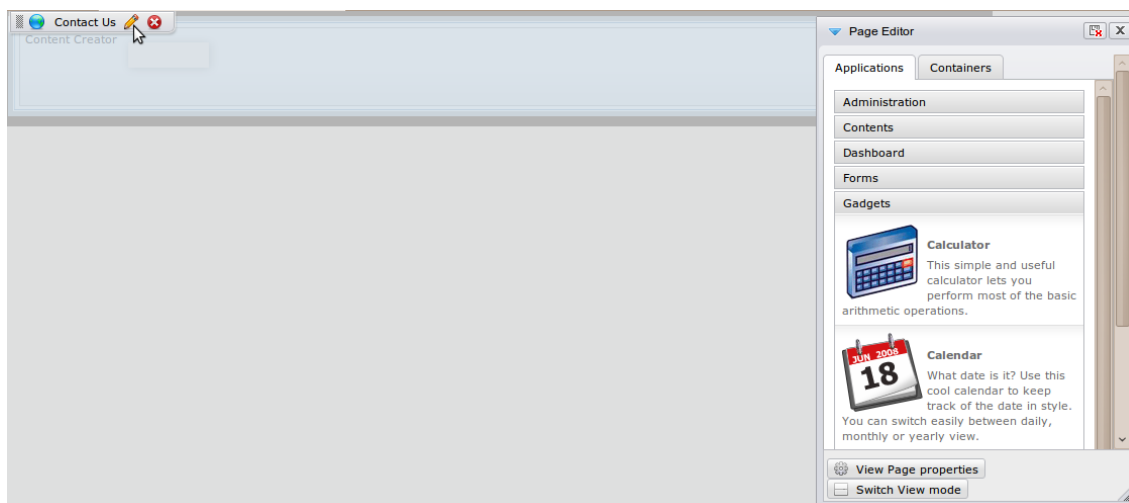 Contact Us
Content Creator
Page Editor
X
Applications
Containers
Administration
Contents
Dashboard
Forms
Gadgets
Calculator
This simple and useful
calculator lets you
perform most of the basic
arithmetic operations.
JUN 2008
18
Calendar
What date is it? Use this
cool calendar to keep
track of the date in style.
You can switch easily between daily,
monthly or yearly view.
View Page properties
Switch View mode